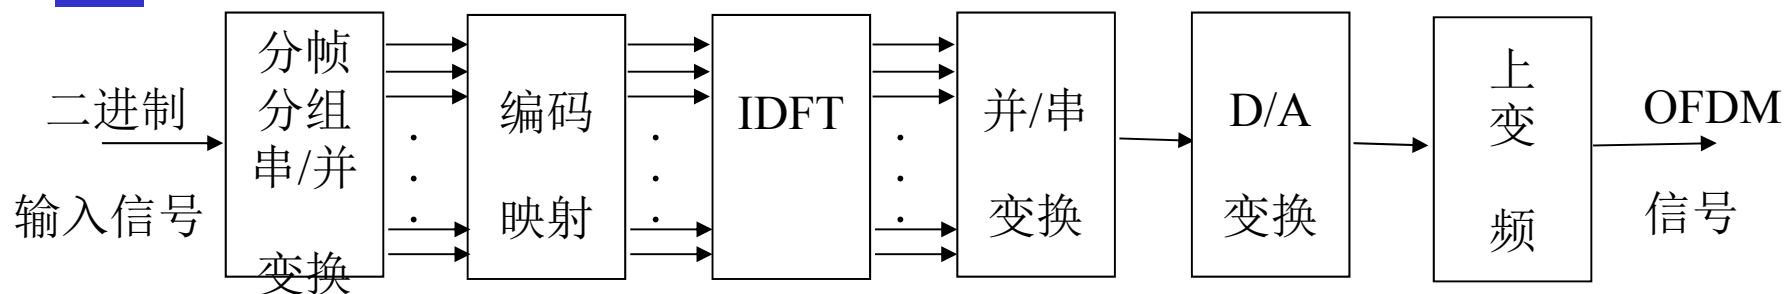 二进制
输入信号
分帧
分组
串/并
变换
编码
映射
IDFT
并/串
变换
D/A
变换
上
变
频
OFDM
信号